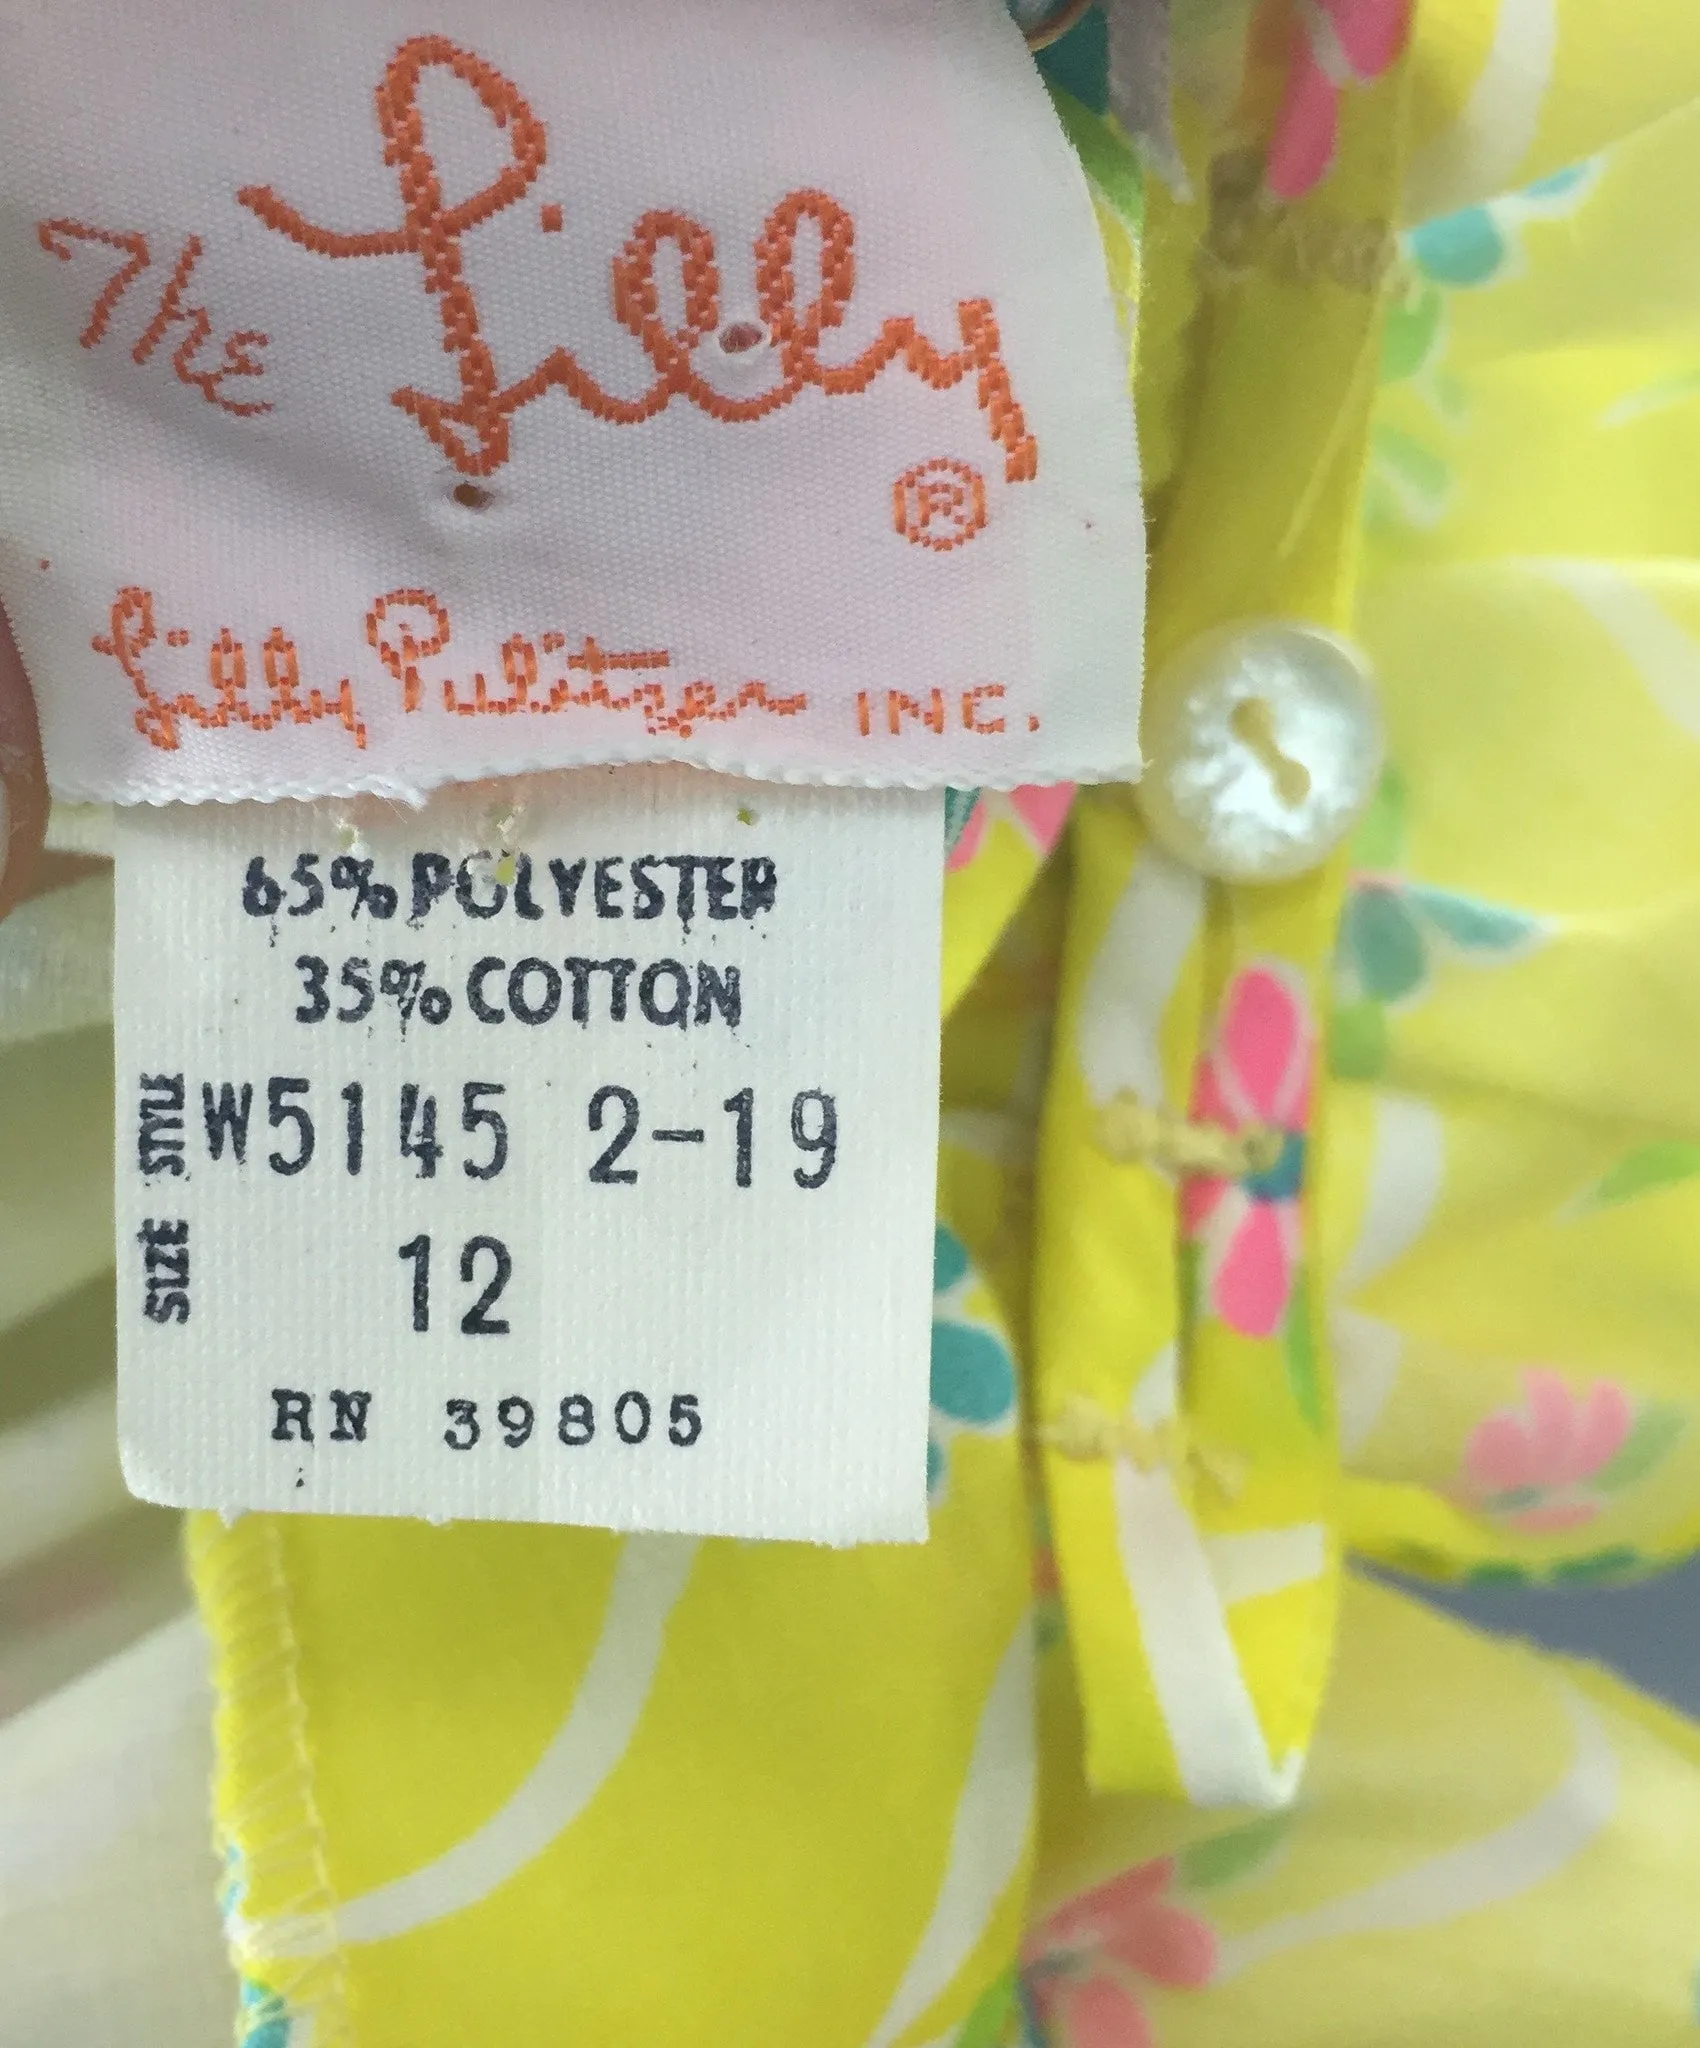 The Lilly
®
Lilly Pulitzer INC.
65% POLYESTER
35% COTTON
STYLE W5145 2-19
SIZE 12
RN 39805